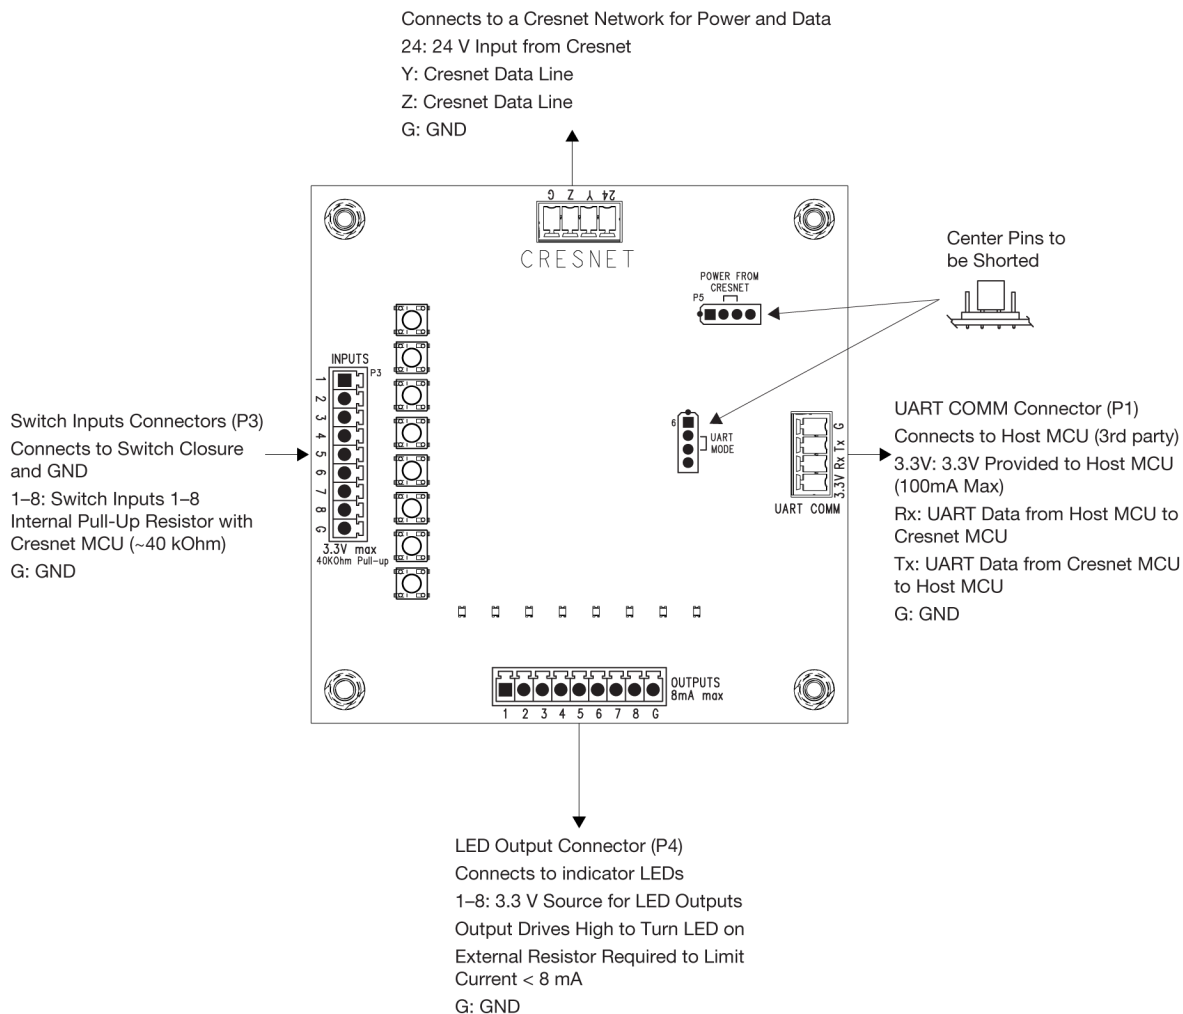 Connects to a Cresnet Network for Power and Data
24: 24 V Input from Cresnet
Y: Cresnet Data Line
Z: Cresnet Data Line
G: GND
G Z Y 24
CRESNET
Center Pins to
be Shorted
POWER FROM
CRESNET
P5
INPUTS
P3
1
2
3
4
5
6
7
8
G
3.3V max
40KOhm Pull-up
Switch Inputs Connectors (P3)
Connects to Switch Closure
and GND
1–8: Switch Inputs 1–8
Internal Pull-Up Resistor with
Cresnet MCU (~40 kOhm)
G: GND
6
UART
MODE
3.3V Rx Tx G
UART COMM
UART COMM Connector (P1)
Connects to Host MCU (3rd party)
3.3V: 3.3V Provided to Host MCU
(100mA Max)
Rx: UART Data from Host MCU to
Cresnet MCU
Tx: UART Data from Cresnet MCU
to Host MCU
G: GND
OUTPUTS
8mA max
1 2 3 4 5 6 7 8 G
LED Output Connector (P4)
Connects to indicator LEDs
1–8: 3.3 V Source for LED Outputs
Output Drives High to Turn LED on
External Resistor Required to Limit
Current < 8 mA
G: GND